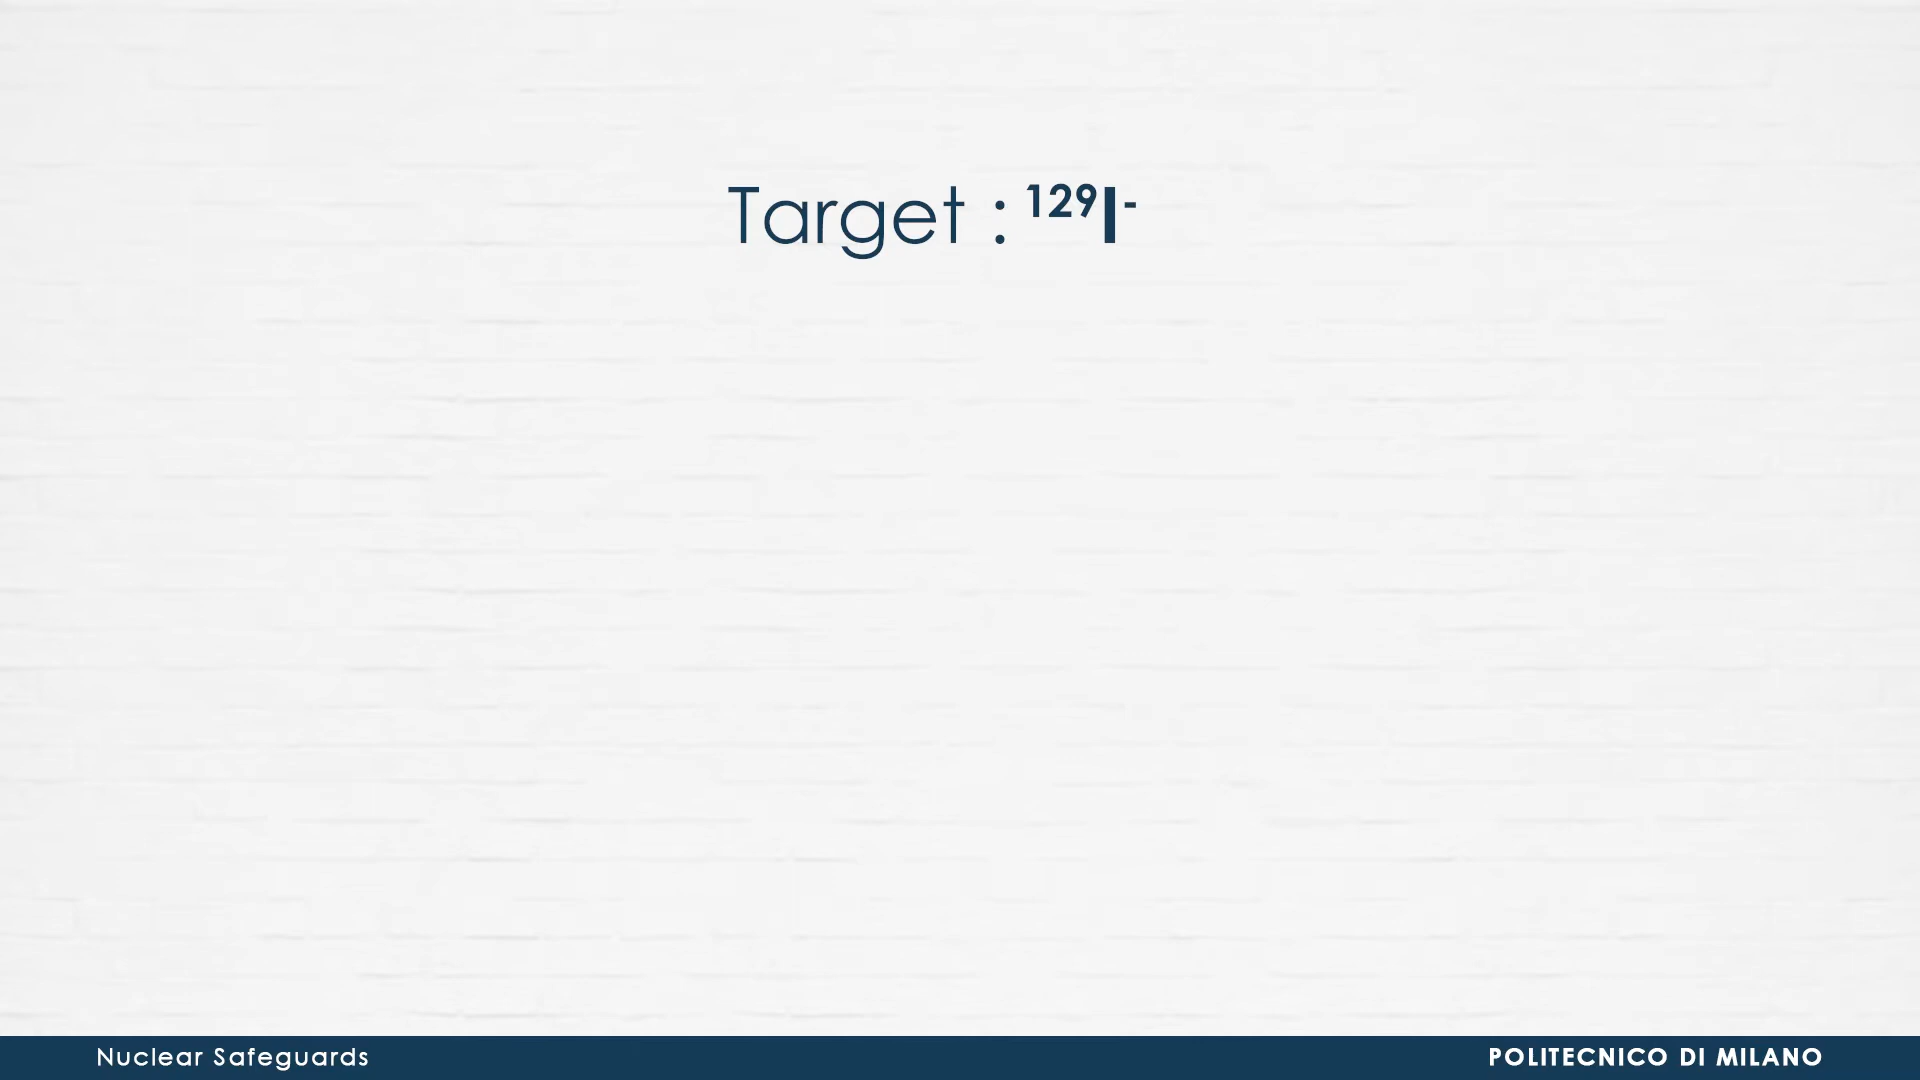 Target : ¹²⁹I⁻
Nuclear Safeguards
POLITECNICO DI MILANO